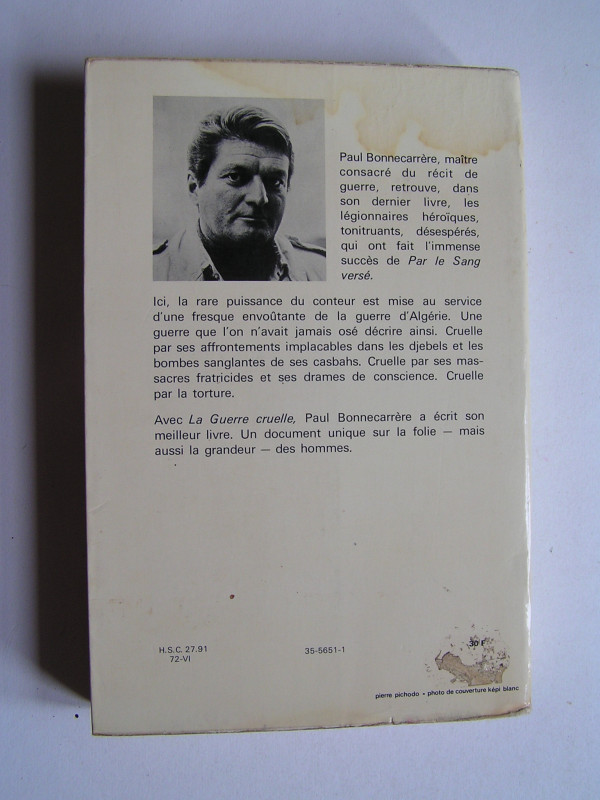 Paul Bonnecarrère, maître
consacré du récit de
guerre, retrouve, dans
son dernier livre, les
légionnaires héroïques,
tonitruants, désespérés,
qui ont fait l'immense
succès de Par le Sang
versé.
Ici, la rare puissance du conteur est mise au service
d'une fresque envoûtante de la guerre d'Algérie. Une
guerre que l'on n'avait jamais osé décrire ainsi. Cruelle
par ses affrontements implacables dans les djebels et les
bombes sanglantes de ses casbahs. Cruelle par ses mas-
sacres fratricides et ses drames de conscience. Cruelle
par la torture.
Avec La Guerre cruelle, Paul Bonnecarrère a écrit son
meilleur livre. Un document unique sur la folie — mais
aussi la grandeur — des hommes.
H.S.C. 27.91
72-VI
35-5651-1
30 F
pierre pichodo • photo de couverture képi blanc